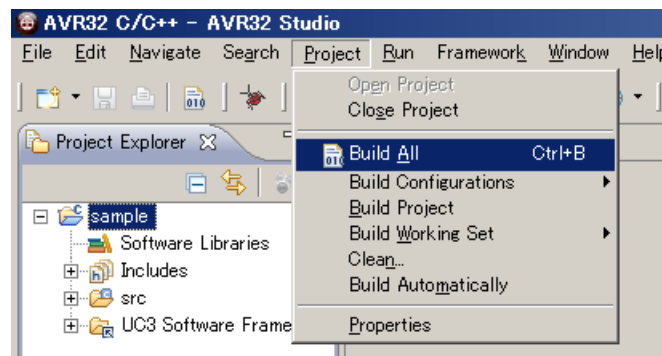 AVR32 C/C++ - AVR32 Studio
File Edit Navigate Search Project Run Framework Window Help
Open Project
Close Project
Project Explorer
Build All Ctrl+B
Build Configurations
Build Project
Build Working Set
Clean...
Build Automatically
Properties
sample
Software Libraries
Includes
src
UC3 Software Frame